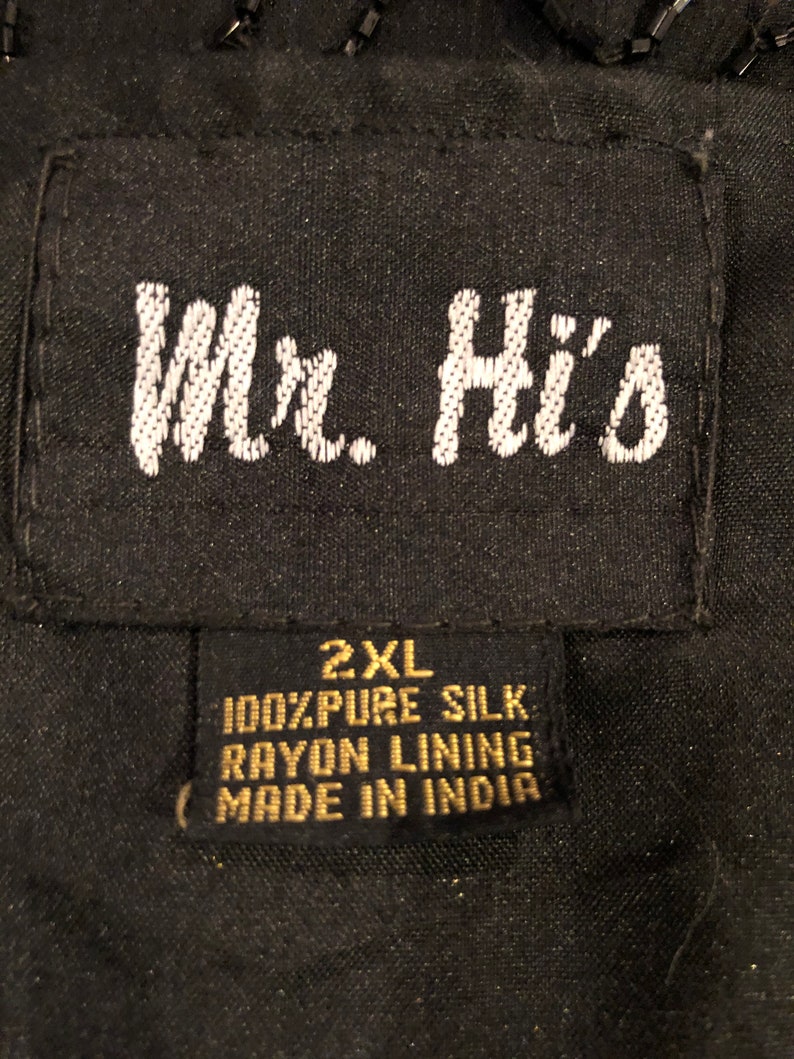 Mr. Hi's
2XL
100% PURE SILK
RAYON LINING
MADE IN INDIA